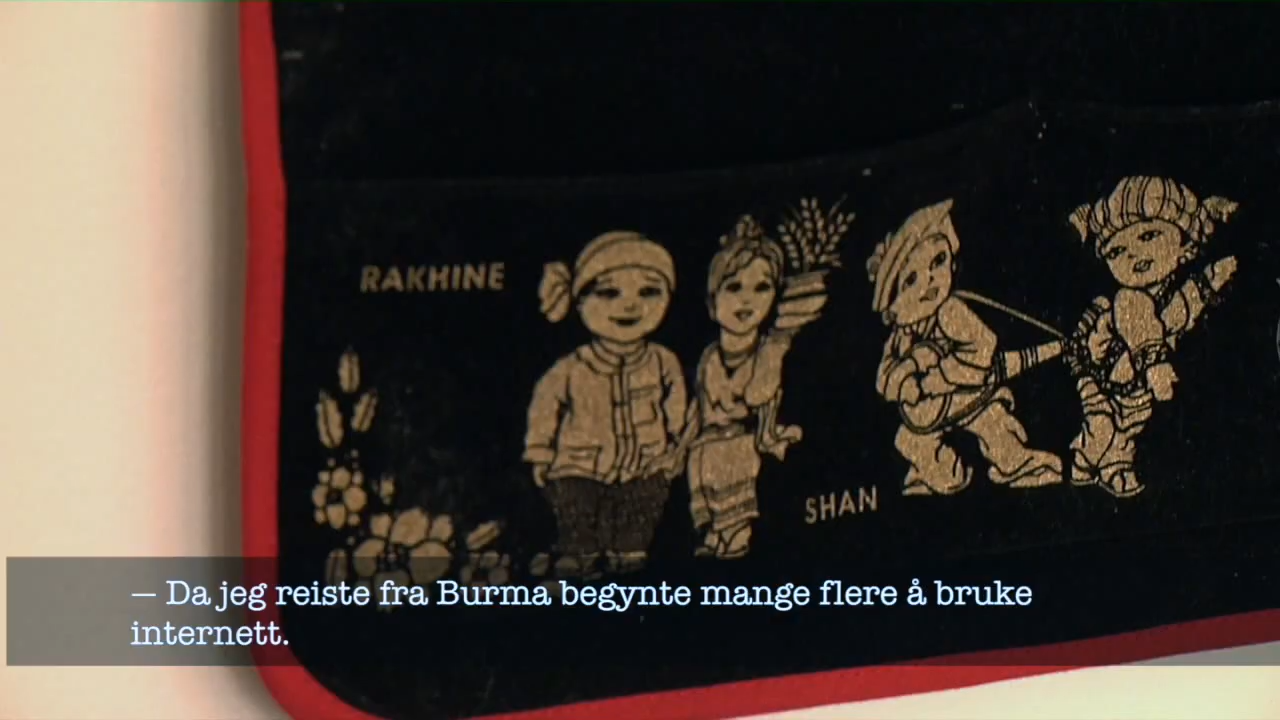 RAKHINE
SHAN
— Da jeg reiste fra Burma begynte mange flere å bruke
internett.